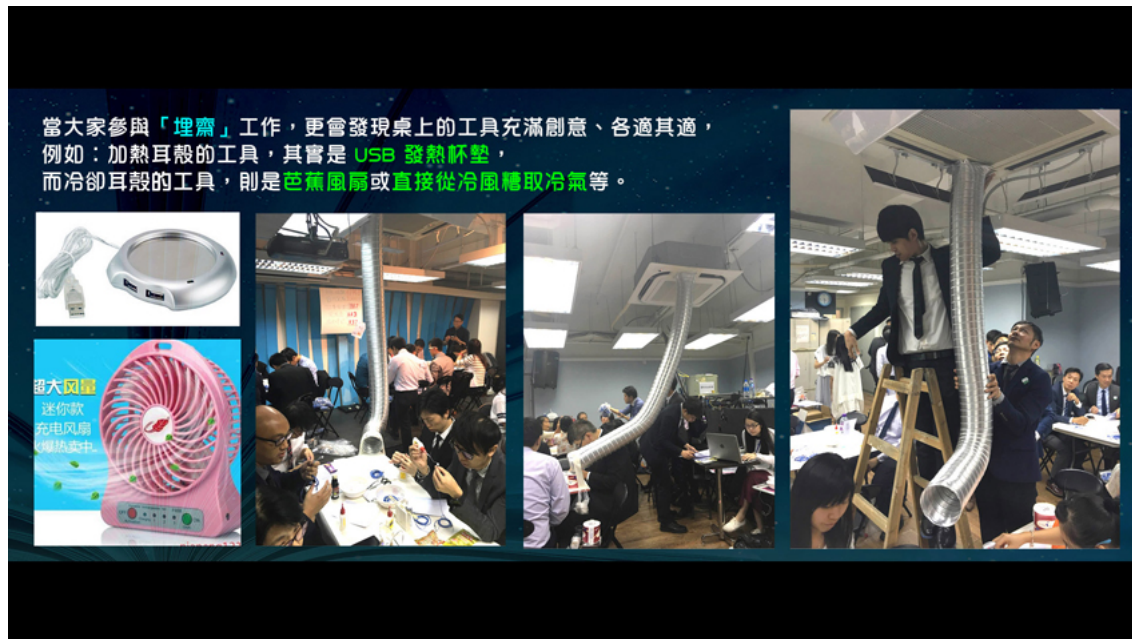 當大家參與「埋齋」工作，更會發現桌上的工具充滿創意、各適其適，
例如：加熱耳殼的工具，其實是 USB 發熱杯墊，
而冷卻耳殼的工具，則是芭蕉風扇或直接從冷風糟取冷氣等。
超大风量
迷你款
充电风扇
火爆热卖中